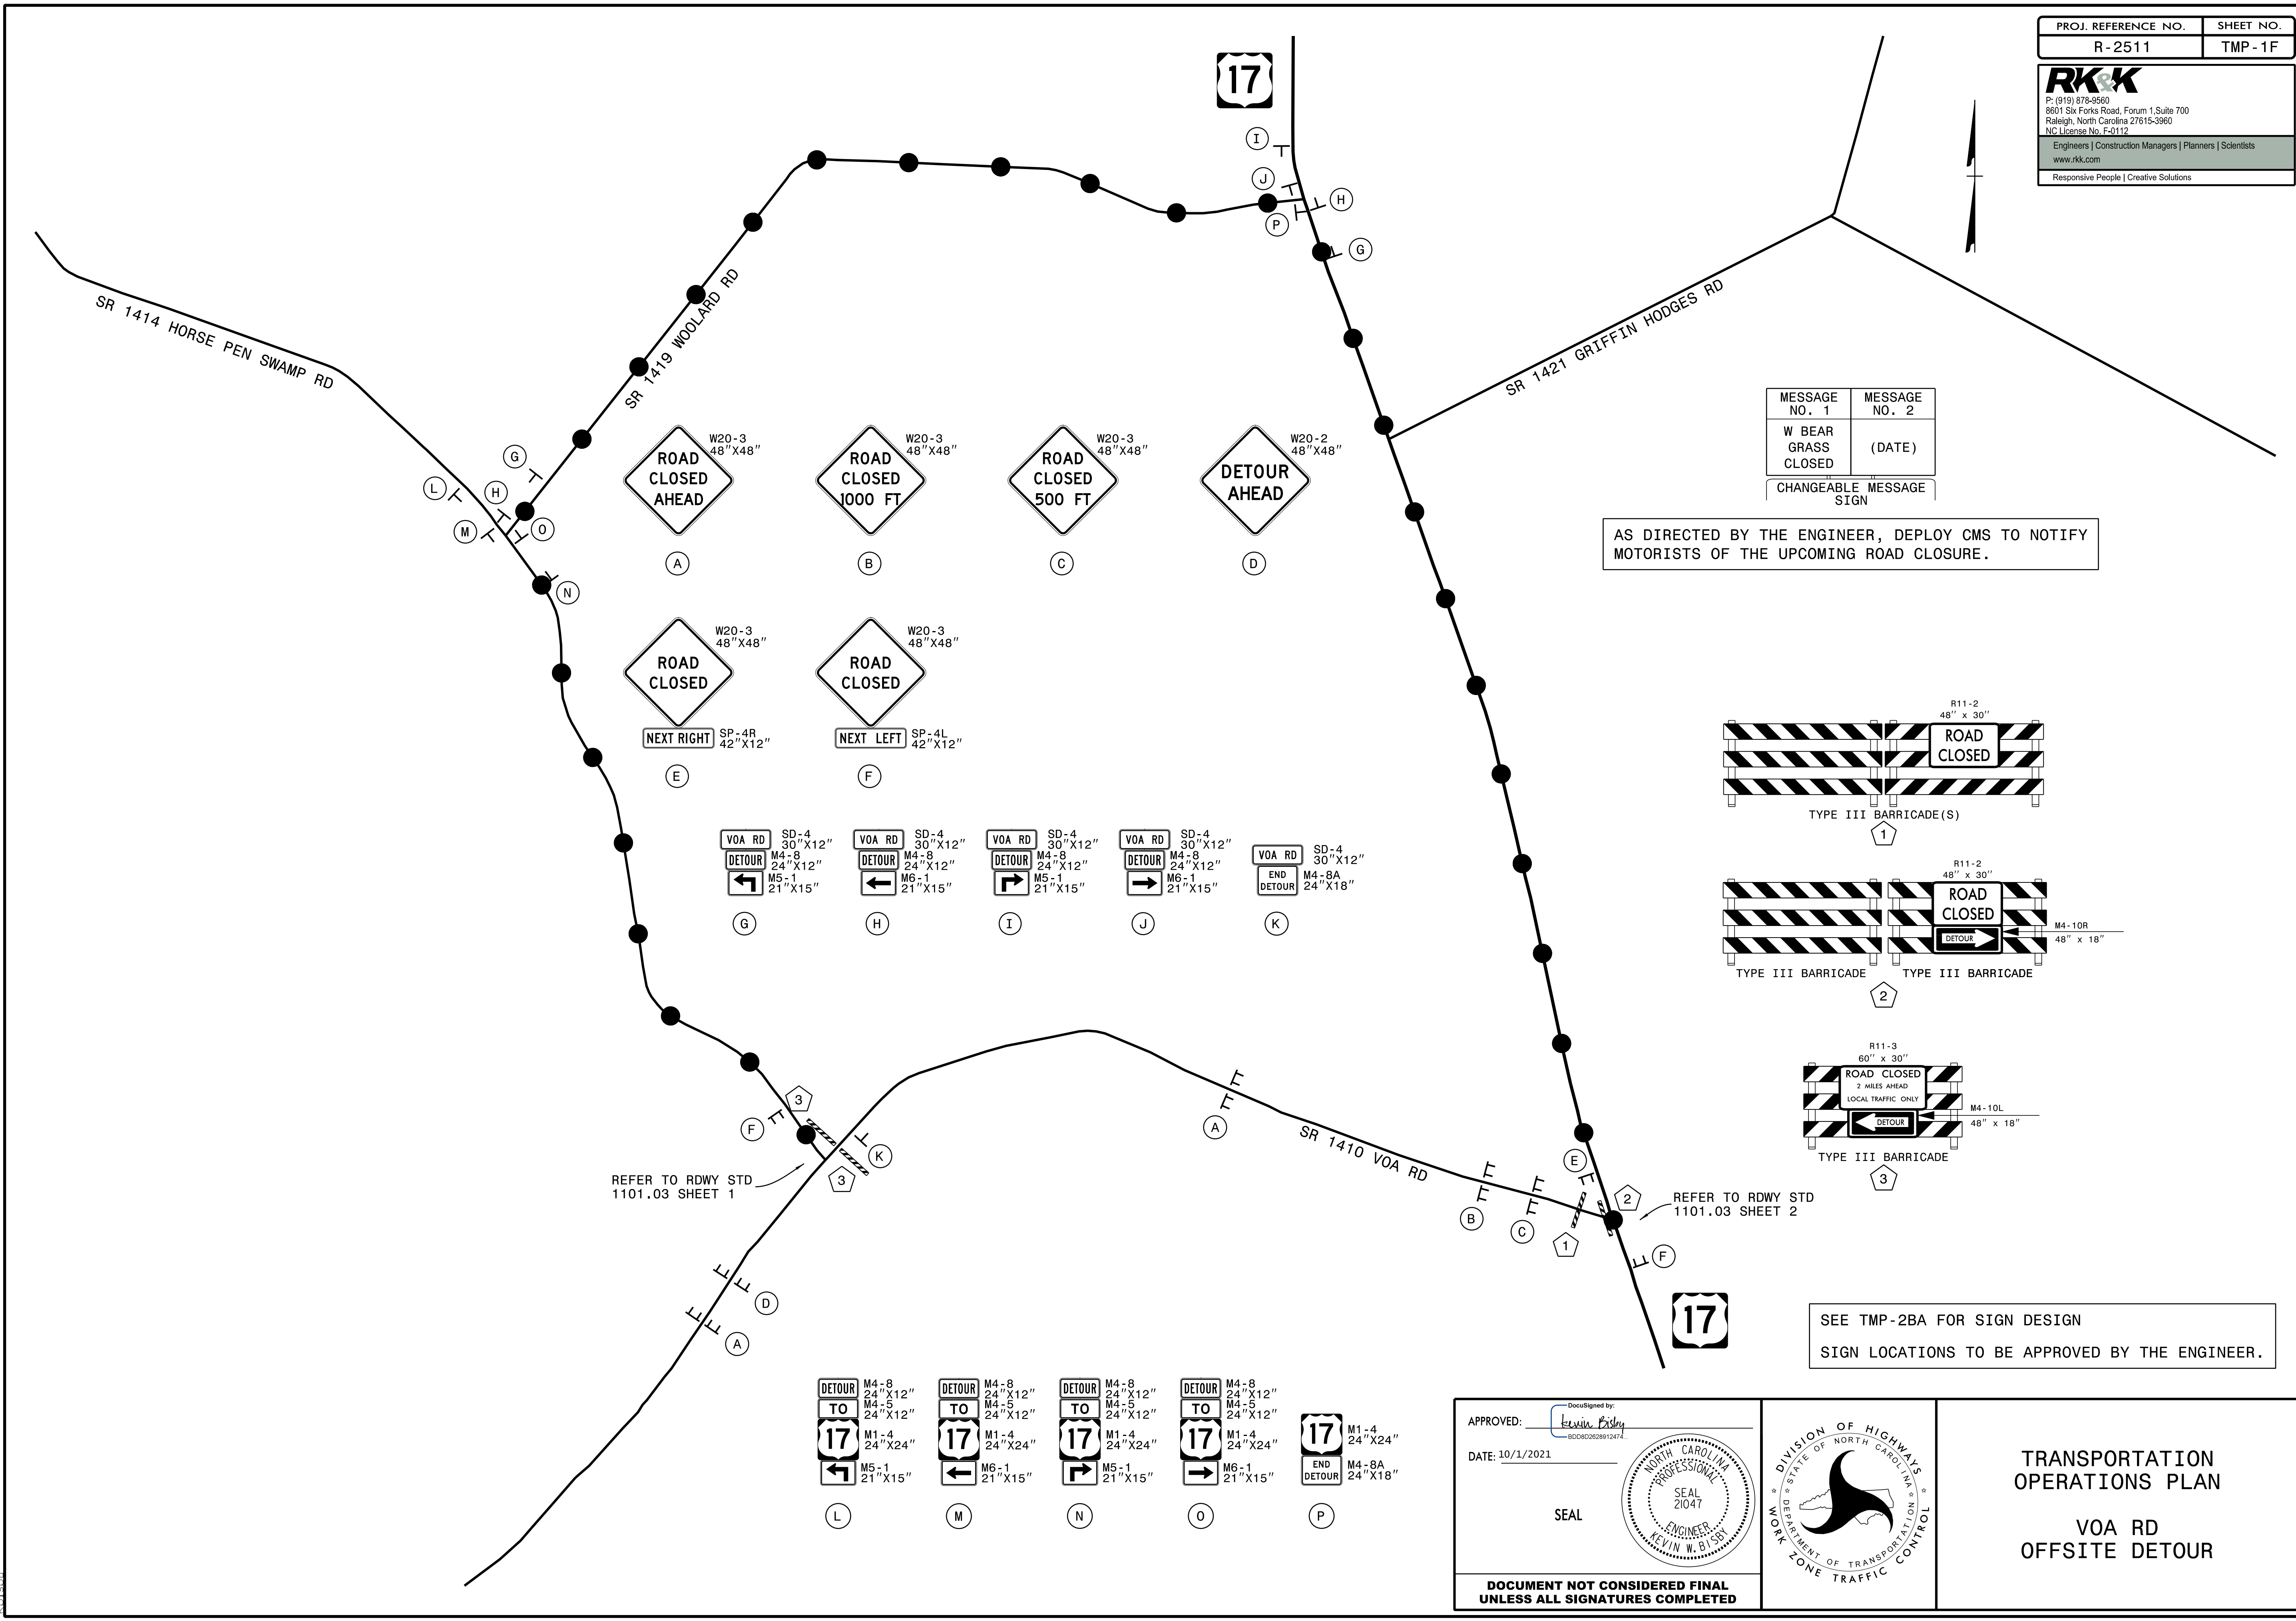 PROJ. REFERENCE NO. SHEET NO.
R-2511 TMP-1F
RK&K
P: (919) 878-9560
8601 Six Forks Road, Forum 1,Suite 700
Raleigh, North Carolina 27615-3960
NC License No. F-0112
Engineers | Construction Managers | Planners | Scientists
www.rkk.com
Responsive People | Creative Solutions
17
I
J
H
P
G
SR 1414 HORSE PEN SWAMP RD
SR 1419 WOOLARD RD
SR 1421 GRIFFIN HODGES RD
MESSAGE NO. 1 MESSAGE NO. 2
W BEAR
GRASS
CLOSED
(DATE)
CHANGEABLE MESSAGE
SIGN
AS DIRECTED BY THE ENGINEER, DEPLOY CMS TO NOTIFY
MOTORISTS OF THE UPCOMING ROAD CLOSURE.
G
L
H
M
O
N
ROAD
CLOSED
AHEAD
W20-3
48"X48"
A
ROAD
CLOSED
1000 FT
W20-3
48"X48"
B
ROAD
CLOSED
500 FT
W20-3
48"X48"
C
DETOUR
AHEAD
W20-2
48"X48"
D
ROAD
CLOSED
W20-3
48"X48"
NEXT RIGHT
SP-4R
42"X12"
E
ROAD
CLOSED
W20-3
48"X48"
NEXT LEFT
SP-4L
42"X12"
F
VOA RD
SD-4
30"X12"
DETOUR
M4-8
24"X12"
M5-1
21"X15"
G
VOA RD
SD-4
30"X12"
DETOUR
M4-8
24"X12"
M6-1
21"X15"
H
VOA RD
SD-4
30"X12"
DETOUR
M4-8
24"X12"
M5-1
21"X15"
I
VOA RD
SD-4
30"X12"
DETOUR
M4-8
24"X12"
M6-1
21"X15"
J
VOA RD
SD-4
30"X12"
END
DETOUR
M4-8A
24"X18"
K
R11-2
48" x 30"
ROAD
CLOSED
TYPE III BARRICADE(S)
1
R11-2
48" x 30"
ROAD
CLOSED
DETOUR
M4-10R
48" x 18"
TYPE III BARRICADE TYPE III BARRICADE
2
R11-3
60" x 30"
ROAD CLOSED
2 MILES AHEAD
LOCAL TRAFFIC ONLY
DETOUR
M4-10L
48" x 18"
TYPE III BARRICADE
3
3
F
K
3
REFER TO RDWY STD
1101.03 SHEET 1
A
SR 1410 VOA RD
B
C
E
1
2
REFER TO RDWY STD
1101.03 SHEET 2
F
17
D
A
SEE TMP-2BA FOR SIGN DESIGN
SIGN LOCATIONS TO BE APPROVED BY THE ENGINEER.
DETOUR
M4-8
24"X12"
TO
M4-5
24"X12"
17
M1-4
24"X24"
M5-1
21"X15"
L
DETOUR
M4-8
24"X12"
TO
M4-5
24"X12"
17
M1-4
24"X24"
M6-1
21"X15"
M
DETOUR
M4-8
24"X12"
TO
M4-5
24"X12"
17
M1-4
24"X24"
M5-1
21"X15"
N
DETOUR
M4-8
24"X12"
TO
M4-5
24"X12"
17
M1-4
24"X24"
M6-1
21"X15"
O
17
M1-4
24"X24"
END
DETOUR
M4-8A
24"X18"
P
DocuSigned by:
APPROVED: Kevin Bisby
BDD8D2628912474...
DATE: 10/1/2021
SEAL
NORTH CAROLINA
PROFESSIONAL
SEAL
21047
ENGINEER
KEVIN W. BISBY
DOCUMENT NOT CONSIDERED FINAL
UNLESS ALL SIGNATURES COMPLETED
DIVISION OF HIGHWAYS
STATE OF NORTH CAROLINA
DEPARTMENT OF TRANSPORTATION
WORK ZONE TRAFFIC CONTROL
TRANSPORTATION
OPERATIONS PLAN
VOA RD
OFFSITE DETOUR